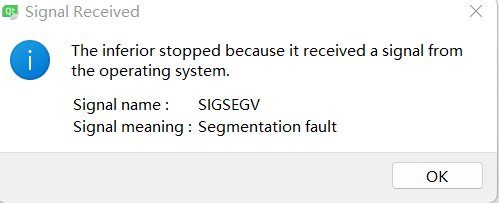 Signal Received
The inferior stopped because it received a signal from
the operating system.
Signal name : SIGSEGV
Signal meaning : Segmentation fault
OK